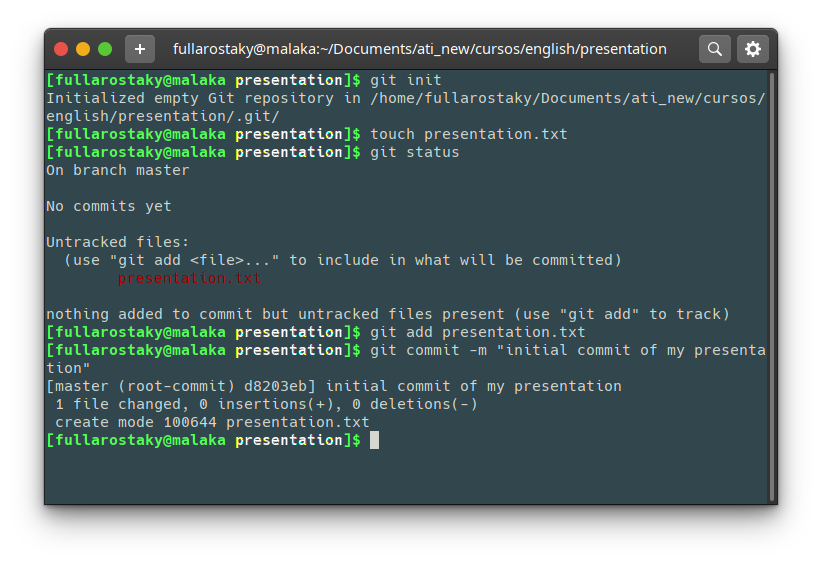 fullarostaky@malaka:~/Documents/ati_new/cursos/english/presentation
[fullarostaky@malaka presentation]$ git init
Initialized empty Git repository in /home/fullarostaky/Documents/ati_new/cursos/
english/presentation/.git/
[fullarostaky@malaka presentation]$ touch presentation.txt
[fullarostaky@malaka presentation]$ git status
On branch master

No commits yet

Untracked files:
  (use "git add <file>..." to include in what will be committed)
        presentation.txt

nothing added to commit but untracked files present (use "git add" to track)
[fullarostaky@malaka presentation]$ git add presentation.txt
[fullarostaky@malaka presentation]$ git commit -m "initial commit of my presenta
tion"
[master (root-commit) d8203eb] initial commit of my presentation
 1 file changed, 0 insertions(+), 0 deletions(-)
 create mode 100644 presentation.txt
[fullarostaky@malaka presentation]$